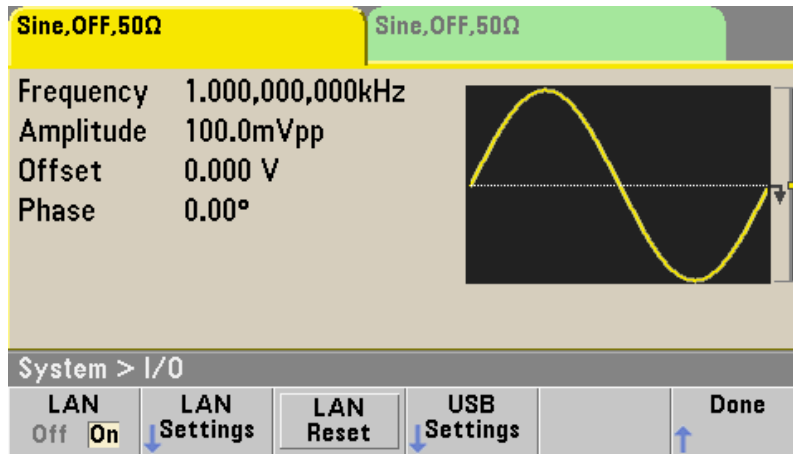 Sine,OFF,50Ω
Sine,OFF,50Ω
Frequency 1.000,000,000kHz
Amplitude 100.0mVpp
Offset 0.000 V
Phase 0.00°
System > I/O
LAN
Off On
LAN
Settings
LAN
Reset
USB
Settings
Done